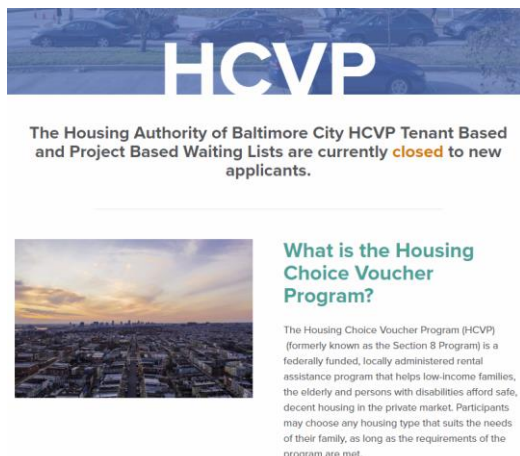 HCVP
The Housing Authority of Baltimore City HCVP Tenant Based
and Project Based Waiting Lists are currently closed to new
applicants.
What is the Housing
Choice Voucher
Program?
The Housing Choice Voucher Program (HCVP)
(formerly known as the Section 8 Program) is a
federally funded, locally administered rental
assistance program that helps low-income families,
the elderly and persons with disabilities afford safe,
decent housing in the private market. Participants
may choose any housing type that suits the needs
of their family, as long as the requirements of the
program are met.